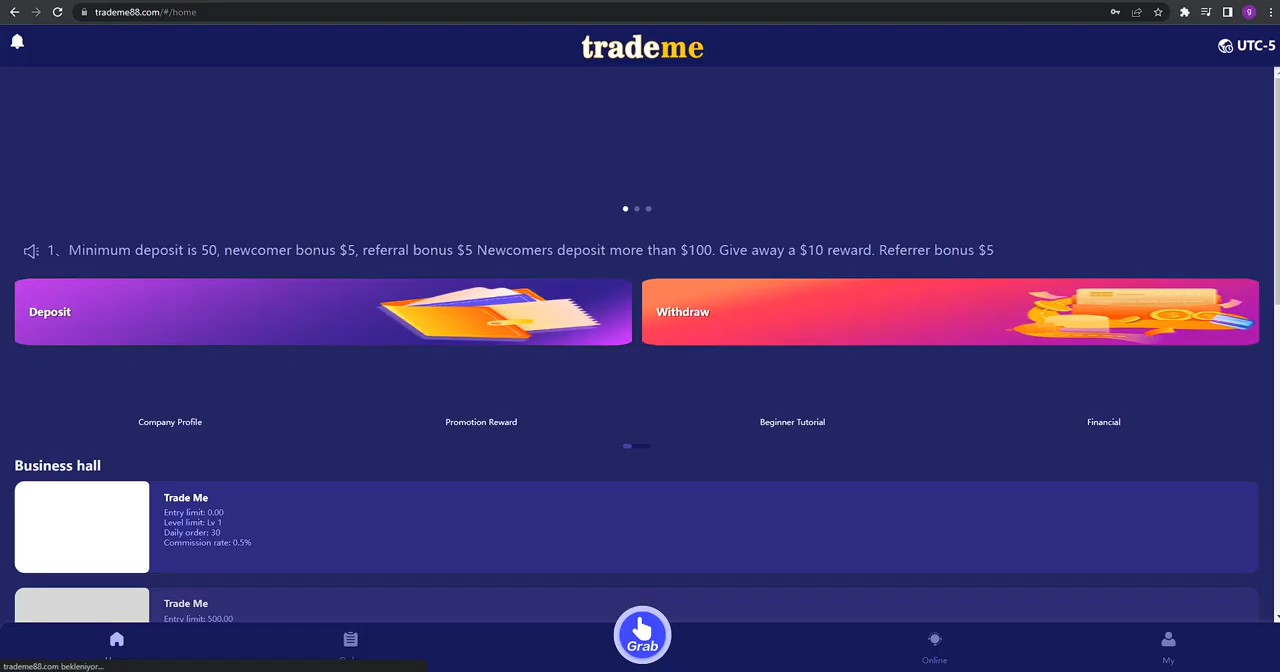 trademe88.com/#/home
g
trademe
UTC-5
1、Minimum deposit is 50, newcomer bonus $5, referral bonus $5 Newcomers deposit more than $100. Give away a $10 reward. Referrer bonus $5
Deposit
Withdraw
Company Profile
Promotion Reward
Beginner Tutorial
Financial
Business hall
Trade Me
Entry limit: 0.00
Level limit: Lv 1
Daily order: 30
Commission rate: 0.5%
Trade Me
Entry limit: 500.00
Grab
Online
My
trademe88.com bekleniyor...